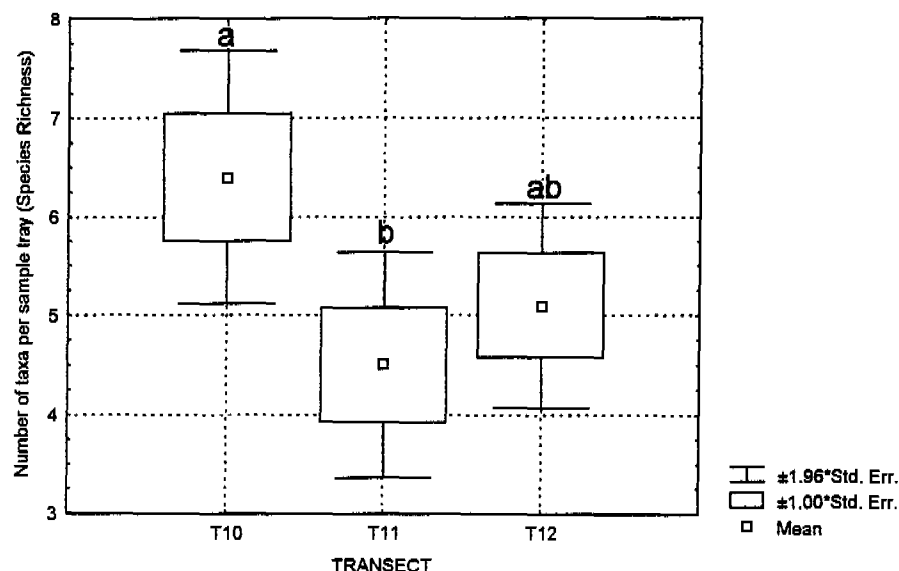 Number of taxa per sample tray (Species Richness)
8
7
6
5
4
3
a
b
ab
T10
T11
T12
TRANSECT
±1.96*Std. Err.
±1.00*Std. Err.
Mean